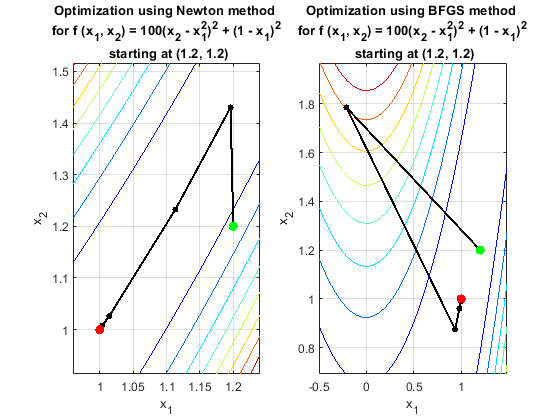 Optimization using Newton method
for f (x₁, x₂) = 100(x₂ - x₁²)² + (1 - x₁)²
starting at (1.2, 1.2)
1.5
1.4
1.3
1.2
1.1
1
x₂
1
1.05
1.1
1.15
1.2
x₁
Optimization using BFGS method
for f (x₁, x₂) = 100(x₂ - x₁²)² + (1 - x₁)²
starting at (1.2, 1.2)
1.8
1.6
1.4
1.2
1
0.8
x₂
-0.5
0
0.5
1
x₁